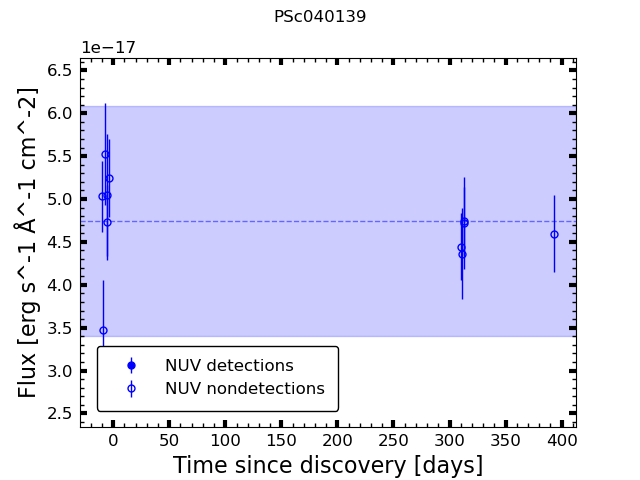 PSc040139
1e−17
6.5
6.0
5.5
5.0
4.5
4.0
3.5
3.0
2.5
Flux [erg s^-1 Å^-1 cm^-2]
NUV detections
NUV nondetections
0 50 100 150 200 250 300 350 400
Time since discovery [days]